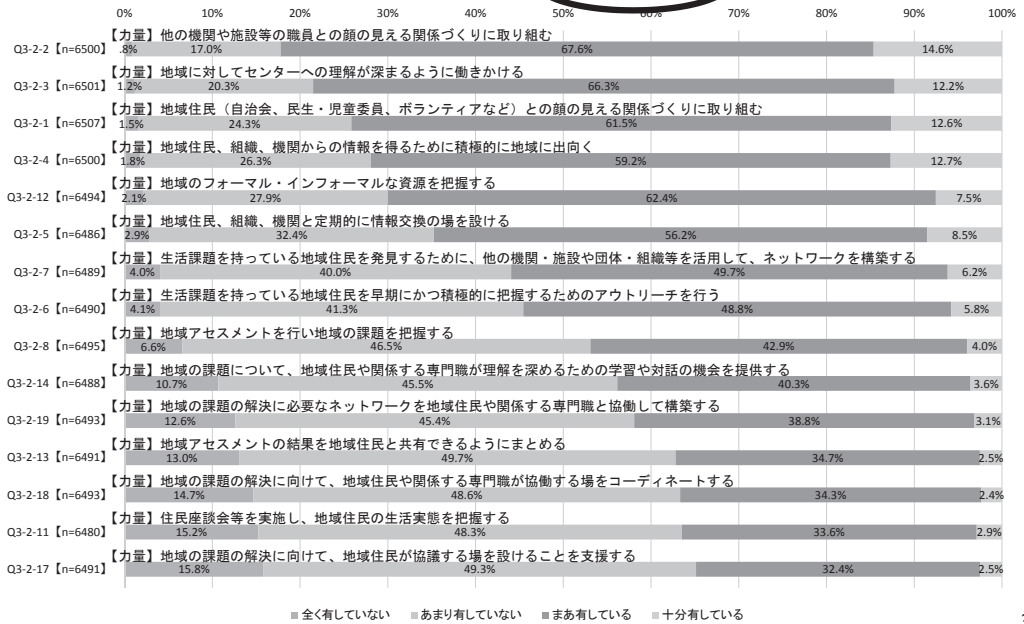 0% 10% 20% 30% 40% 50% 60% 70% 80% 90% 100%
【力量】他の機関や施設等の職員との顔の見える関係づくりに取り組む
Q3-2-2【n=6500】 .8% 17.0% 67.6% 14.6%
【力量】地域に対してセンターへの理解が深まるように働きかける
Q3-2-3【n=6501】 1.2% 20.3% 66.3% 12.2%
【力量】地域住民（自治会、民生・児童委員、ボランティアなど）との顔の見える関係づくりに取り組む
Q3-2-1【n=6507】 1.5% 24.3% 61.5% 12.6%
【力量】地域住民、組織、機関からの情報を得るために積極的に地域に出向く
Q3-2-4【n=6500】 1.8% 26.3% 59.2% 12.7%
【力量】地域のフォーマル・インフォーマルな資源を把握する
Q3-2-12【n=6494】 2.1% 27.9% 62.4% 7.5%
【力量】地域住民、組織、機関と定期的に情報交換の場を設ける
Q3-2-5【n=6486】 2.9% 32.4% 56.2% 8.5%
【力量】生活課題を持っている地域住民を発見するために、他の機関・施設や団体・組織等を活用して、ネットワークを構築する
Q3-2-7【n=6489】 4.0% 40.0% 49.7% 6.2%
【力量】生活課題を持っている地域住民を早期にかつ積極的に把握するためのアウトリーチを行う
Q3-2-6【n=6490】 4.1% 41.3% 48.8% 5.8%
【力量】地域アセスメントを行い地域の課題を把握する
Q3-2-8【n=6495】 6.6% 46.5% 42.9% 4.0%
【力量】地域の課題について、地域住民や関係する専門職が理解を深めるための学習や対話の機会を提供する
Q3-2-14【n=6488】 10.7% 45.5% 40.3% 3.6%
【力量】地域の課題の解決に必要なネットワークを地域住民や関係する専門職と協働して構築する
Q3-2-19【n=6493】 12.6% 45.4% 38.8% 3.1%
【力量】地域アセスメントの結果を地域住民と共有できるようにまとめる
Q3-2-13【n=6491】 13.0% 49.7% 34.7% 2.5%
【力量】地域の課題の解決に向けて、地域住民や関係する専門職が協働する場をコーディネートする
Q3-2-18【n=6493】 14.7% 48.6% 34.3% 2.4%
【力量】住民座談会等を実施し、地域住民の生活実態を把握する
Q3-2-11【n=6480】 15.2% 48.3% 33.6% 2.9%
【力量】地域の課題の解決に向けて、地域住民が協議する場を設けることを支援する
Q3-2-17【n=6491】 15.8% 49.3% 32.4% 2.5%
■全く有していない ■あまり有していない ■まあ有している ■十分有している